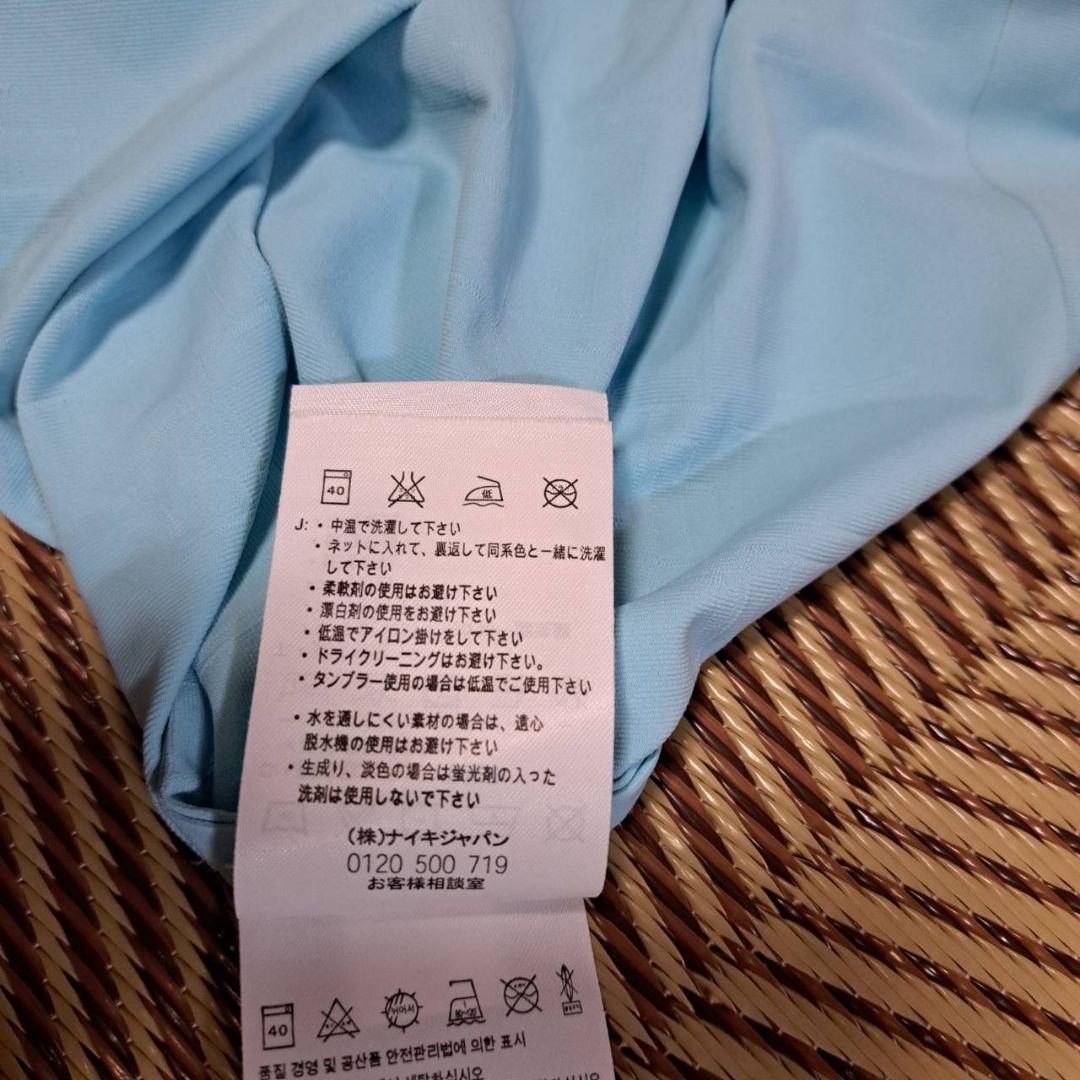 40
低
J: ・中温で洗濯して下さい
・ネットに入れて、裏返して同系色と一緒に洗濯
して下さい
・柔軟剤の使用はお避け下さい
・漂白剤の使用をお避け下さい
・低温でアイロン掛けをして下さい
・ドライクリーニングはお避け下さい。
・タンブラー使用の場合は低温でご使用下さい
・水を通しにくい素材の場合は、遠心
脱水機の使用はお避け下さい
・生成り、淡色の場合は蛍光剤の入った
洗剤は使用しないで下さい
(株)ナイキジャパン
0120 500 719
お客様相談室
40
품질 경영 및 공산품 안전관리법에 의한 표시